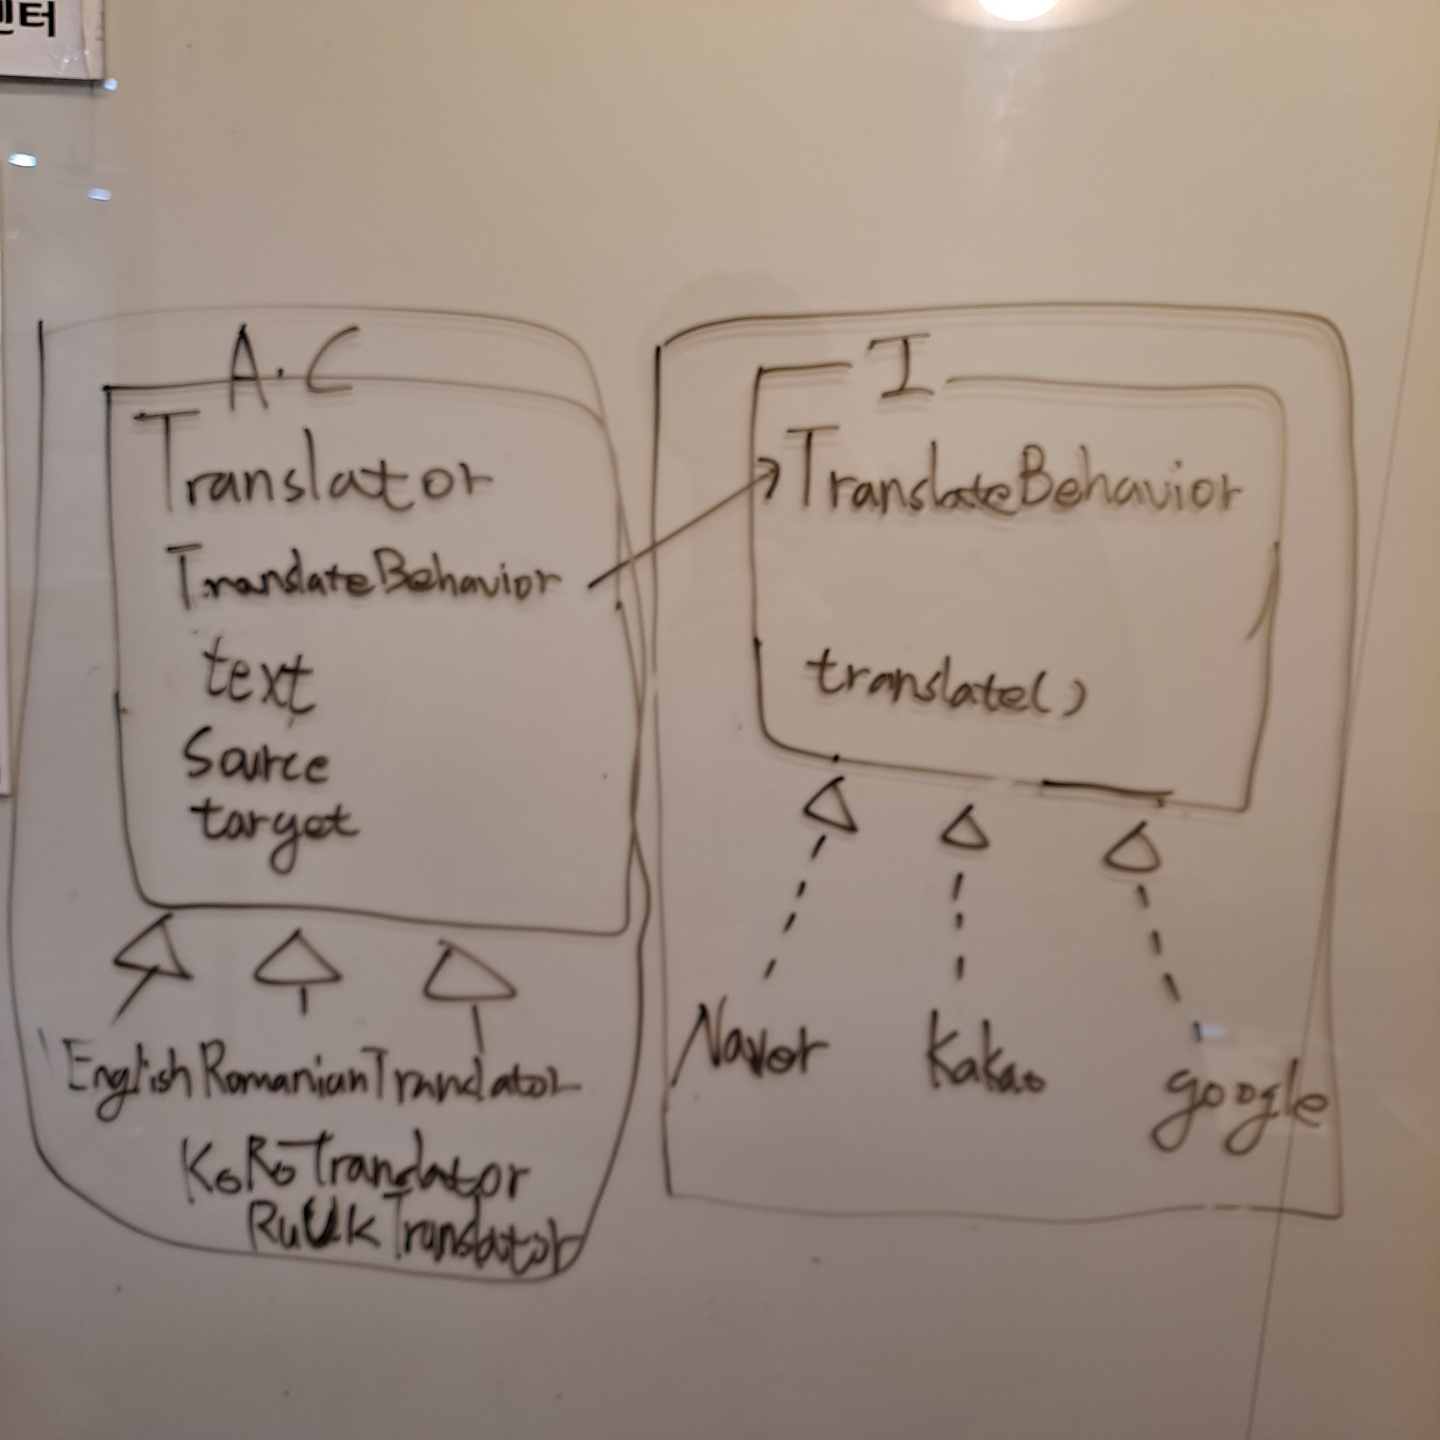 센터
A.C
Translator
TranslateBehavior
text
Source
target
EnglishRomanianTranslator
KoRoTranslator
RuUkTranslator
I
TranslateBehavior
translate()
Naver
Kakao
google